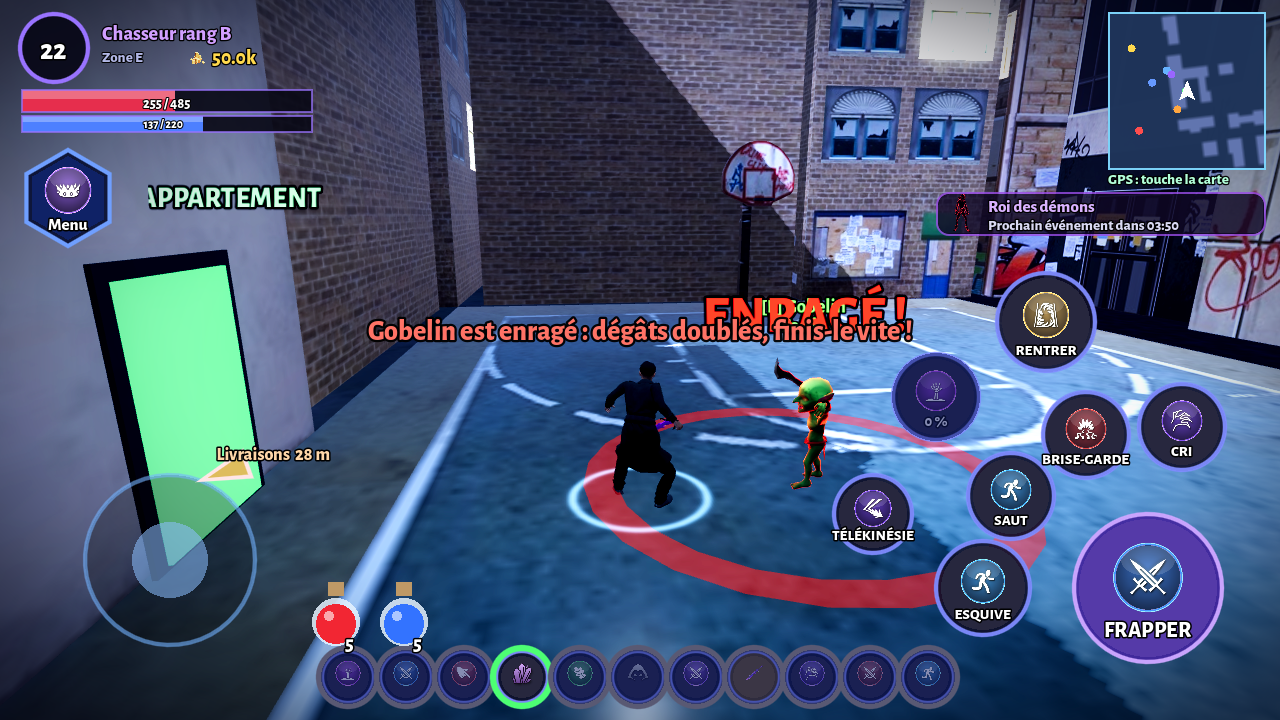 22
Chasseur rang B
Zone E
50.0k
255 / 485
137/220
Menu
APPARTEMENT
GPS : touche la carte
Roi des démons
Prochain événement dans 03:50
ENRAGÉ !
Gobelin
Gobelin est enragé : dégâts doublés, finis-le vite !
RENTRER
0 %
BRISE-GARDE
CRI
Livraisons 28 m
SAUT
TÉLÉKINÉSIE
ESQUIVE
FRAPPER
5
5